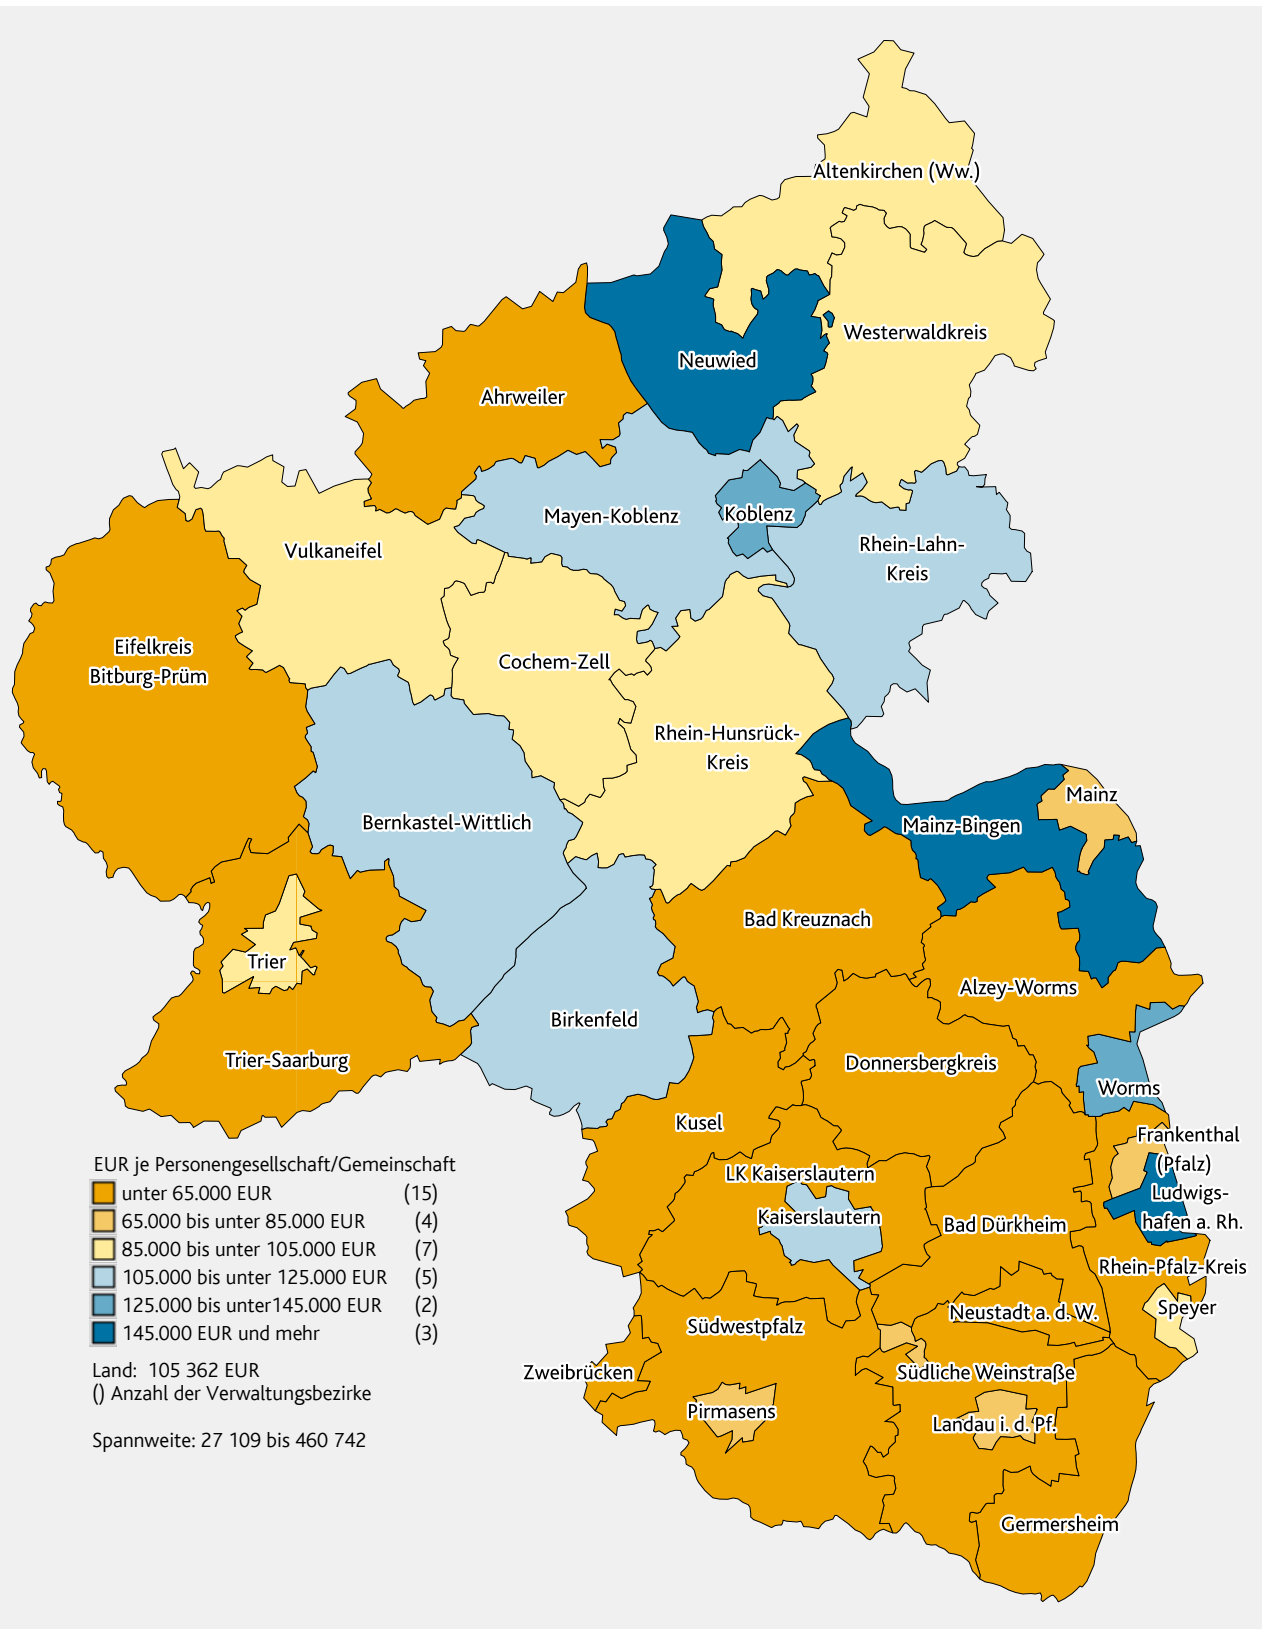 Altenkirchen (Ww.)
Westerwaldkreis
Neuwied
Ahrweiler
Mayen-Koblenz
Koblenz
Rhein-Lahn-
Kreis
Vulkaneifel
Eifelkreis
Bitburg-Prüm
Cochem-Zell
Rhein-Hunsrück-
Kreis
Mainz
Bernkastel-Wittlich
Mainz-Bingen
Bad Kreuznach
Trier
Alzey-Worms
Birkenfeld
Trier-Saarburg
Donnersbergkreis
Worms
Kusel
Frankenthal
(Pfalz)
LK Kaiserslautern
Ludwigs-
hafen a. Rh.
Kaiserslautern
Bad Dürkheim
Rhein-Pfalz-Kreis
Neustadt a. d. W.
Speyer
Südwestpfalz
Zweibrücken
Südliche Weinstraße
Pirmasens
Landau i. d. Pf.
Germersheim
EUR je Personengesellschaft/Gemeinschaft
unter 65.000 EUR (15)
65.000 bis unter 85.000 EUR (4)
85.000 bis unter 105.000 EUR (7)
105.000 bis unter 125.000 EUR (5)
125.000 bis unter145.000 EUR (2)
145.000 EUR und mehr (3)
Land: 105 362 EUR
() Anzahl der Verwaltungsbezirke
Spannweite: 27 109 bis 460 742